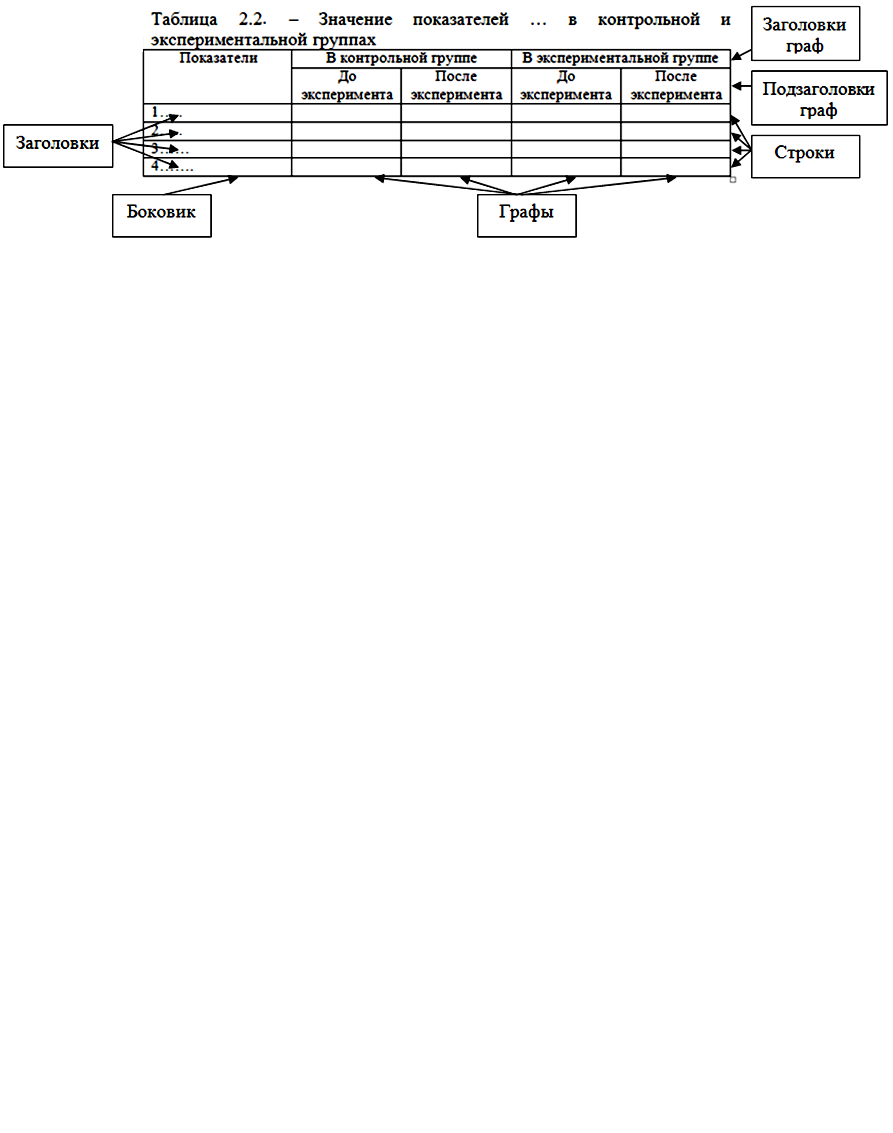 Таблица 2.2. – Значение показателей … в контрольной и
экспериментальной группах
Заголовки
граф
Показатели
В контрольной группе
В экспериментальной группе
До
эксперимента
После
эксперимента
До
эксперимента
После
эксперимента
Подзаголовки
граф
1…….
2…….
3…….
4…….
Заголовки
Строки
Боковик
Графы